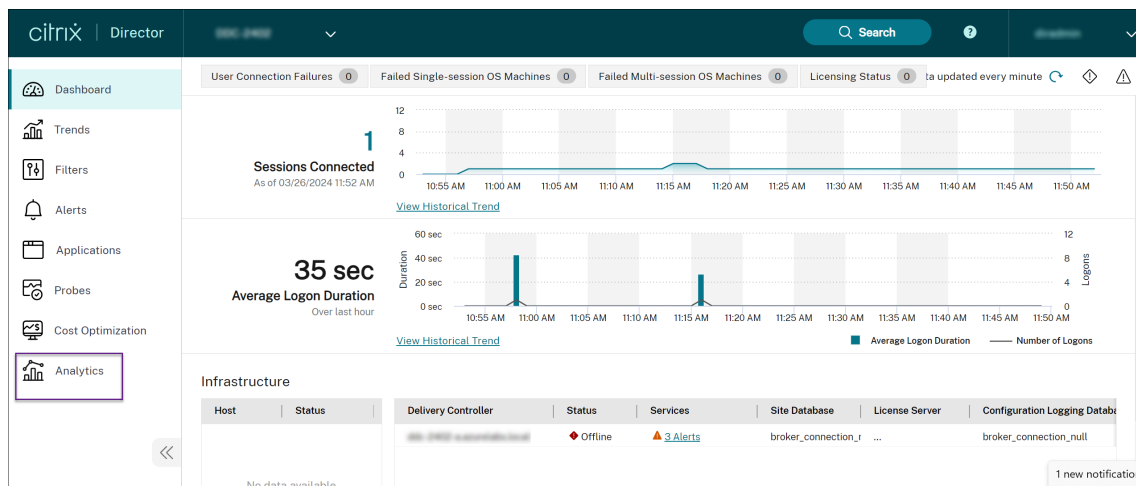 citrix | Director
Search
?
Dashboard
Trends
Filters
Alerts
Applications
Probes
Cost Optimization
Analytics
User Connection Failures 0
Failed Single-session OS Machines 0
Failed Multi-session OS Machines 0
Licensing Status 0
ta updated every minute
1
Sessions Connected
As of 03/26/2024 11:52 AM
12
8
4
0
10:55 AM 11:00 AM 11:05 AM 11:10 AM 11:15 AM 11:20 AM 11:25 AM 11:30 AM 11:35 AM 11:40 AM 11:45 AM 11:50 AM
View Historical Trend
35 sec
Average Logon Duration
Over last hour
Duration
60 sec
40 sec
20 sec
0 sec
12
8
4
0
Logons
10:55 AM 11:00 AM 11:05 AM 11:10 AM 11:15 AM 11:20 AM 11:25 AM 11:30 AM 11:35 AM 11:40 AM 11:45 AM 11:50 AM
View Historical Trend
Average Logon Duration
Number of Logons
Infrastructure
Host Status
No data available
Delivery Controller Status Services Site Database License Server Configuration Logging Databa
Offline 3 Alerts broker_connection_r ... broker_connection_null
1 new notification